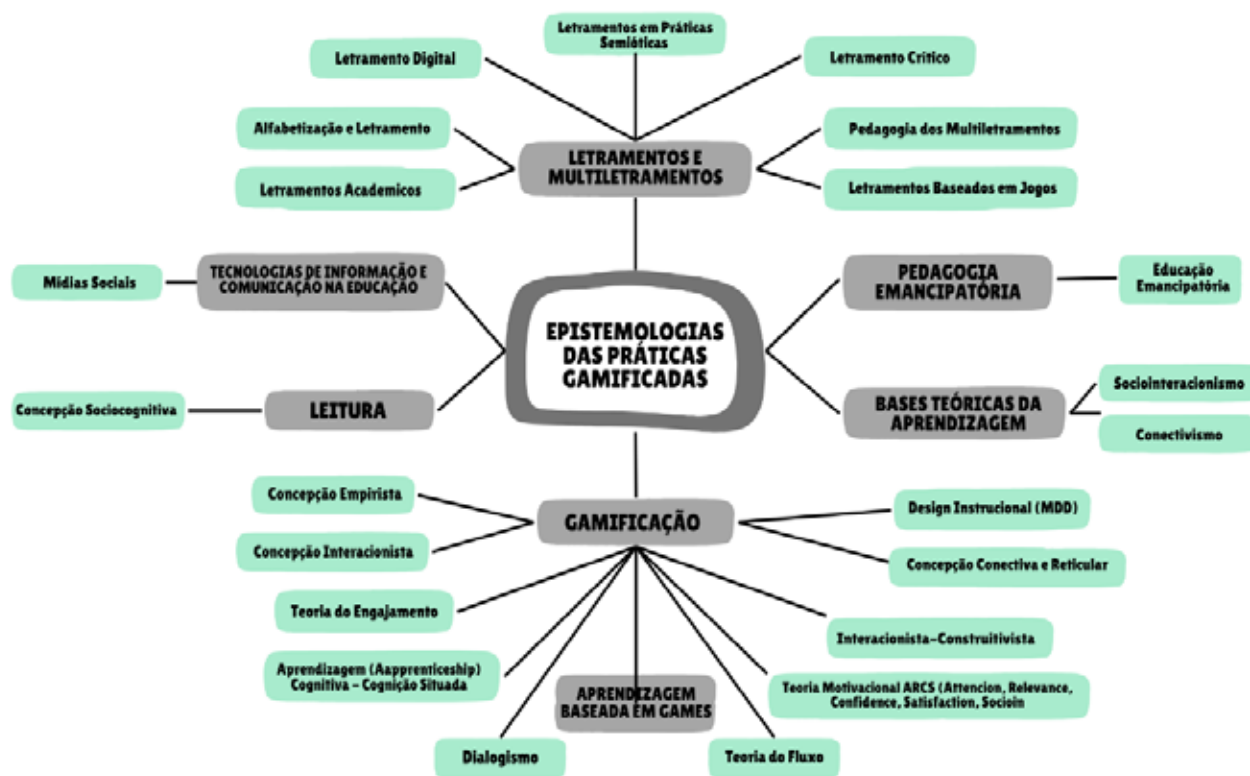 Letramentos em Práticas
Semióticas
Letramento Digital
Letramento Crítico
Alfabetização e Letramento
Pedagogia dos Multiletramentos
LETRAMENTOS E
MULTILETRAMENTOS
Letramentos Academicos
Letramentos Baseados em Jogos
Mídias Sociais
TECNOLOGIAS DE INFORMAÇÃO E
COMUNICAÇÃO NA EDUCAÇÃO
PEDAGOGIA
EMANCIPATÓRIA
Educação
Emancipatória
EPISTEMOLOGIAS
DAS PRÁTICAS
GAMIFICADAS
Concepção Sociocognitiva
LEITURA
BASES TEÓRICAS DA
APRENDIZAGEM
Sociointeracionismo
Conectivismo
Concepção Empirista
GAMIFICAÇÃO
Design Instrucional (MDD)
Concepção Interacionista
Concepção Conectiva e Reticular
Teoria do Engajamento
Interacionista-Construitivista
Aprendizagem (Aapprenticeship)
Cognitiva - Cognição Situada
APRENDIZAGEM
BASEADA EM GAMES
Teoria Motivacional ARCS (Attencion, Relevance,
Confidence, Satisfaction, Socioin
Dialogismo
Teoria do Fluxo